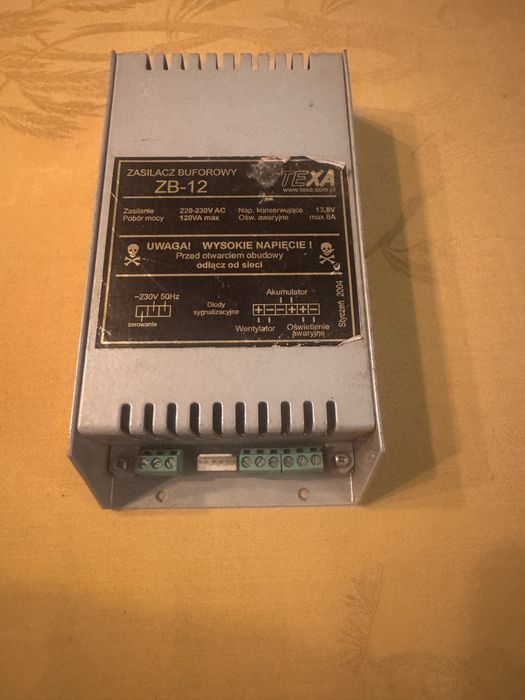 ZASILACZ BUFOROWY
ZB-12
TEXA
www.texa.com.pl
Zasilanie 220-230V AC Nap. konserwujące 13,8V
Pobór mocy 120VA max Ośw. awaryjne max 8A
UWAGA! WYSOKIE NAPIĘCIE !
Przed otwarciem obudowy
odłącz od sieci
Akumulator
~230V 50Hz
Diody
sygnalizacyjne
+ - - + + -
zerowanie
Wentylator
Oświetlenie
awaryjne
Styczeń 2004